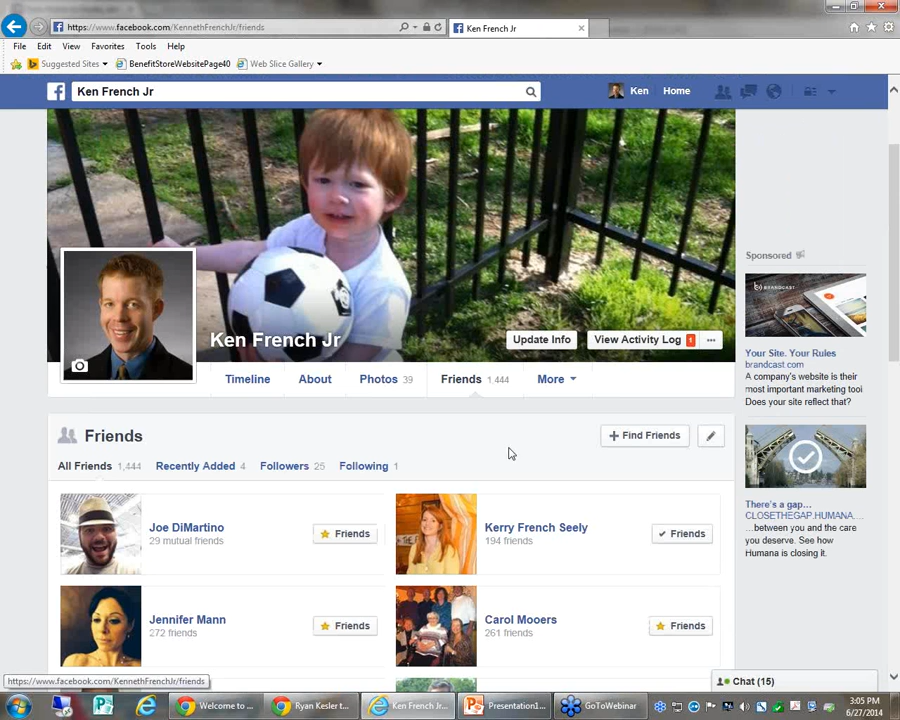 https://www.facebook.com/KennethFrenchJr/friends
Ken French Jr
File Edit View Favorites Tools Help
Suggested Sites BenefitStoreWebsitePage40 Web Slice Gallery
Ken French Jr
Ken Home
Ken French Jr
Update Info
View Activity Log 1
Timeline About Photos 39 Friends 1,444 More
Friends
Find Friends
All Friends 1,444 Recently Added 4 Followers 25 Following 1
Joe DiMartino
29 mutual friends
Friends
Kerry French Seely
194 friends
Friends
Jennifer Mann
272 friends
Friends
Carol Mooers
261 friends
Friends
Sponsored
BRANDCAST
Your Site. Your Rules
brandcast.com
A company's website is their
most important marketing tool
Does your site reflect that?
There's a gap...
CLOSETHEGAP.HUMANA....
...between you and the care
you deserve. See how
Humana is closing it.
Chat (15)
https://www.facebook.com/KennethFrenchJr/friends
Welcome to ...
Ryan Kesler t...
Ken French Jr...
Presentation1...
GoToWebinar
3:05 PM
6/27/2014